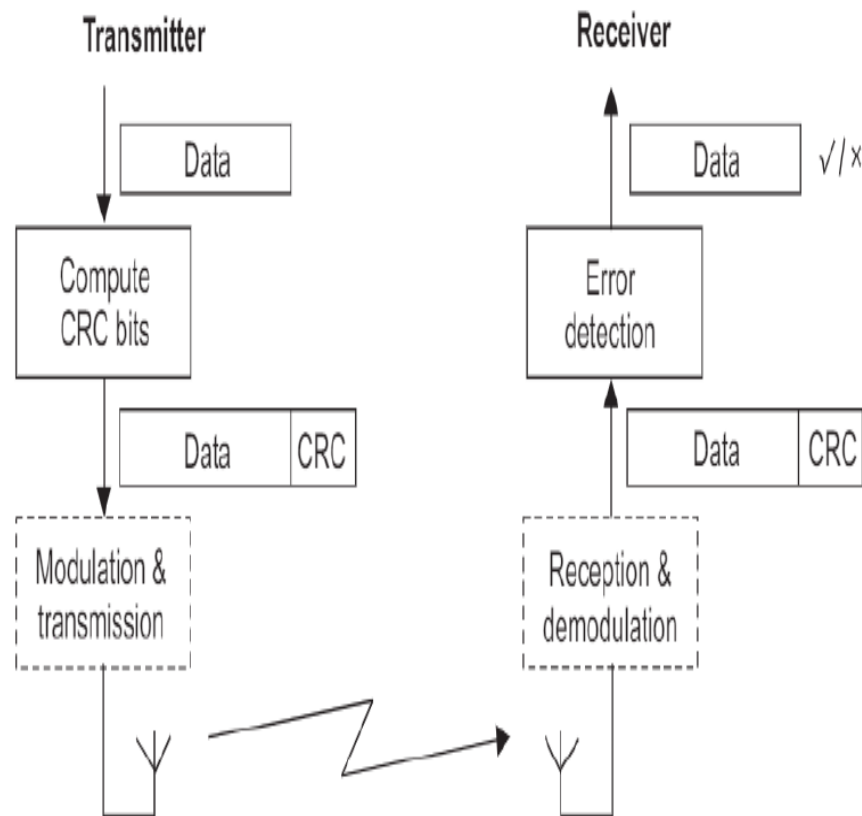 Transmitter
Receiver
Data
Data
√/×
Compute
CRC bits
Error
detection
Data
CRC
Data
CRC
Modulation &
transmission
Reception &
demodulation